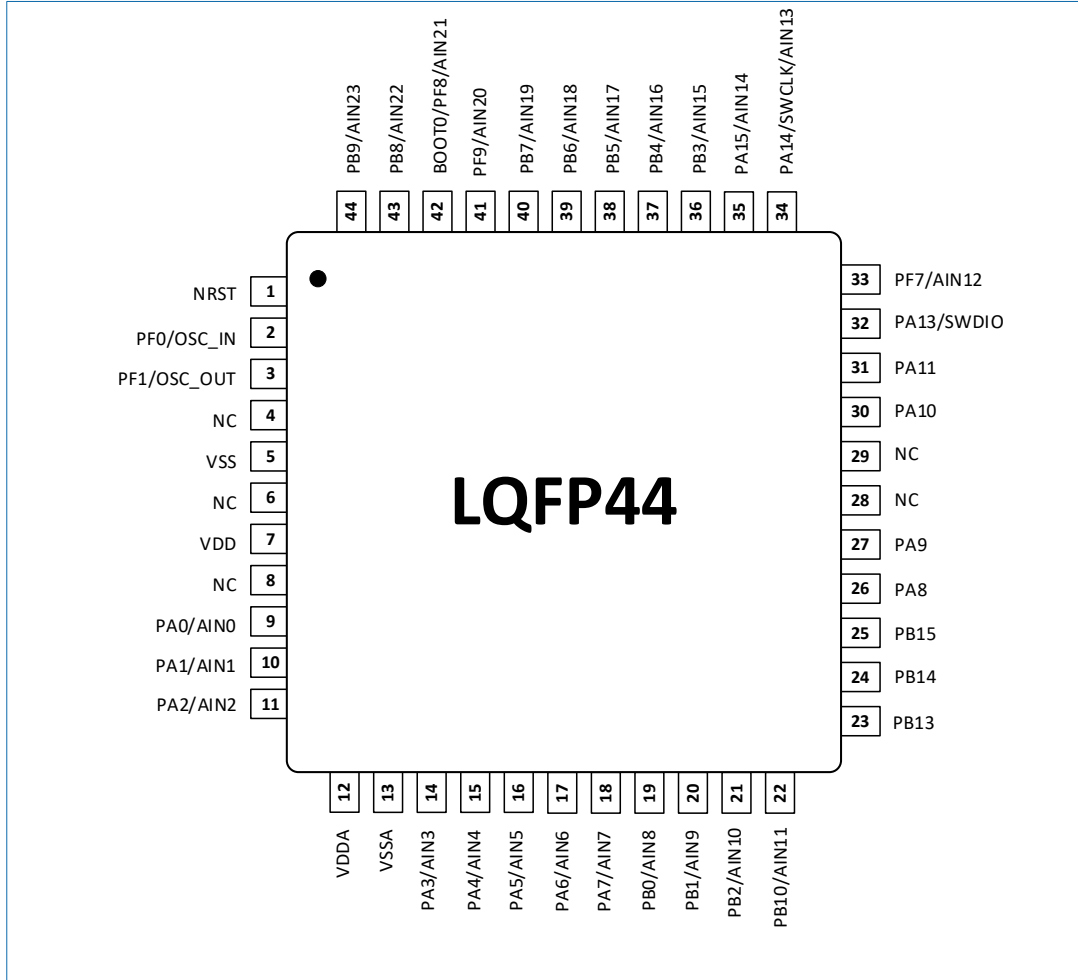 PB9/AIN23
PB8/AIN22
BOOT0/PF8/AIN21
PF9/AIN20
PB7/AIN19
PB6/AIN18
PB5/AIN17
PB4/AIN16
PB3/AIN15
PA15/AIN14
PA14/SWCLK/AIN13
44
43
42
41
40
39
38
37
36
35
34
NRST 1
PF0/OSC_IN 2
PF1/OSC_OUT 3
NC 4
VSS 5
NC 6
VDD 7
NC 8
PA0/AIN0 9
PA1/AIN1 10
PA2/AIN2 11
LQFP44
33 PF7/AIN12
32 PA13/SWDIO
31 PA11
30 PA10
29 NC
28 NC
27 PA9
26 PA8
25 PB15
24 PB14
23 PB13
12
13
14
15
16
17
18
19
20
21
22
VDDA
VSSA
PA3/AIN3
PA4/AIN4
PA5/AIN5
PA6/AIN6
PA7/AIN7
PB0/AIN8
PB1/AIN9
PB2/AIN10
PB10/AIN11